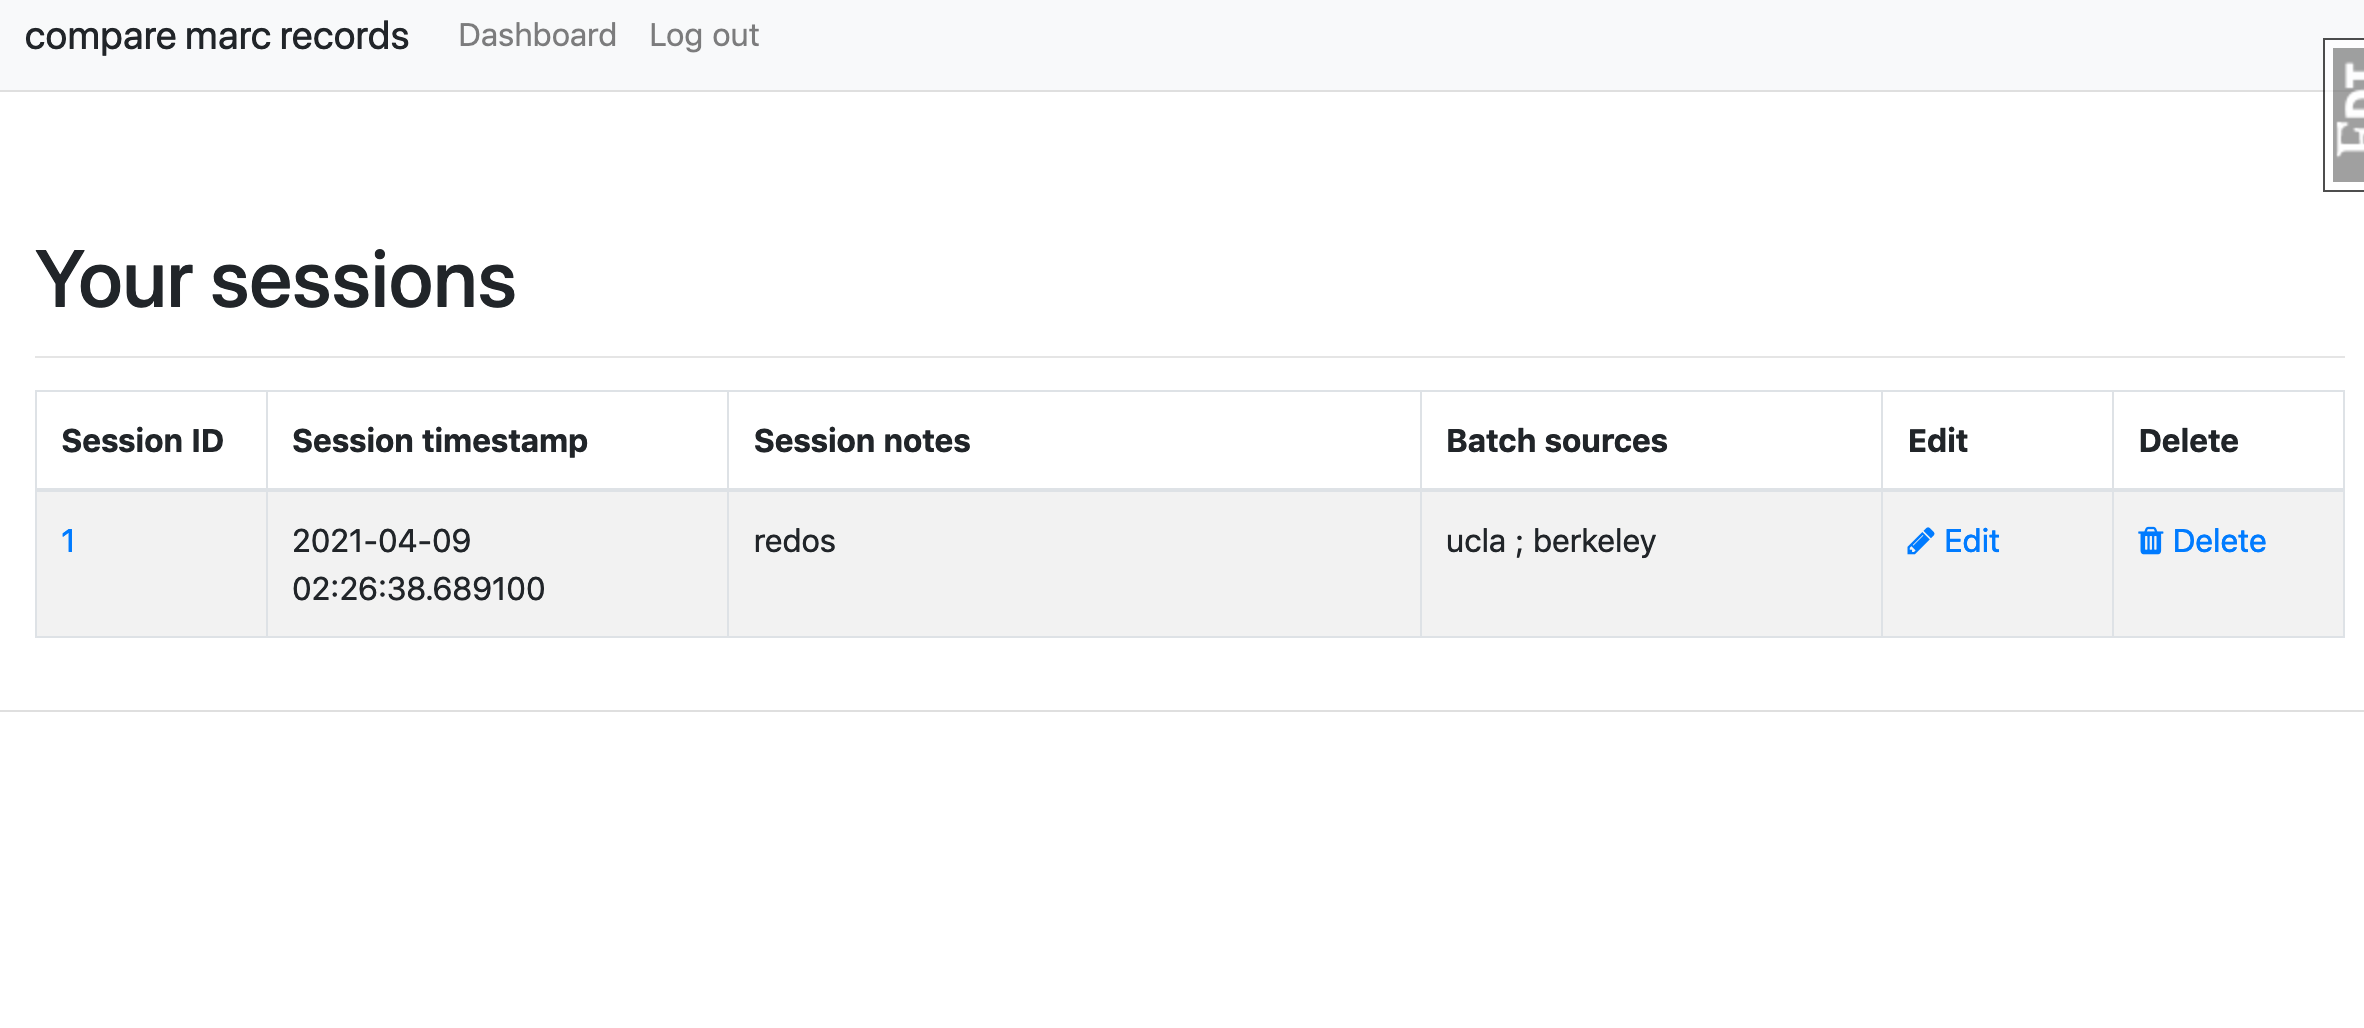 compare marc records Dashboard Log out
Your sessions
Session ID Session timestamp Session notes Batch sources Edit Delete
1 2021-04-09 redos ucla ; berkeley Edit Delete
02:26:38.689100